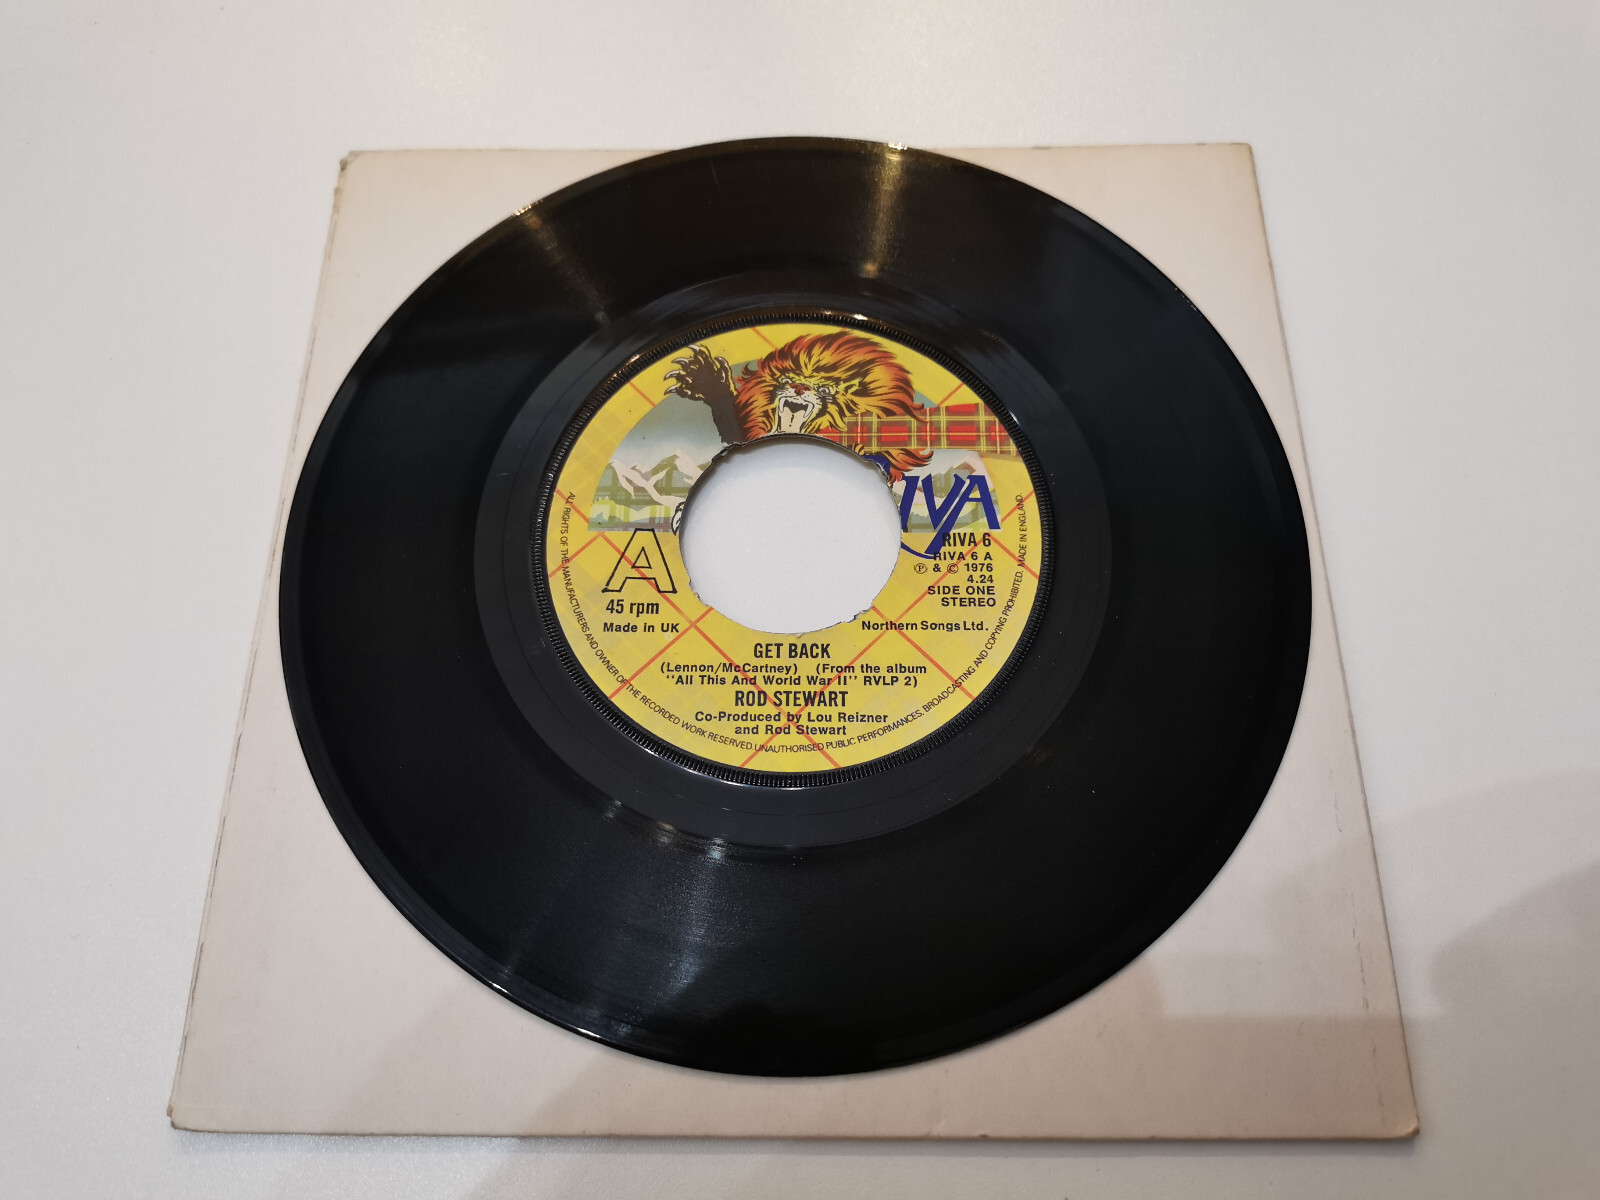 IVA
RIVA 6
RIVA 6 A
Ⓟ & © 1976
4.24
SIDE ONE
STEREO
A
45 rpm
Made in UK
Northern Songs Ltd.
GET BACK
(Lennon/McCartney) (From the album
"All This And World War II" RVLP 2)
ROD STEWART
Co-Produced by Lou Reizner
and Rod Stewart
ALL RIGHTS OF THE MANUFACTURERS AND OWNER OF THE RECORDED WORK RESERVED. UNAUTHORISED PUBLIC PERFORMANCES, BROADCASTING AND COPYING PROHIBITED. MADE IN ENGLAND